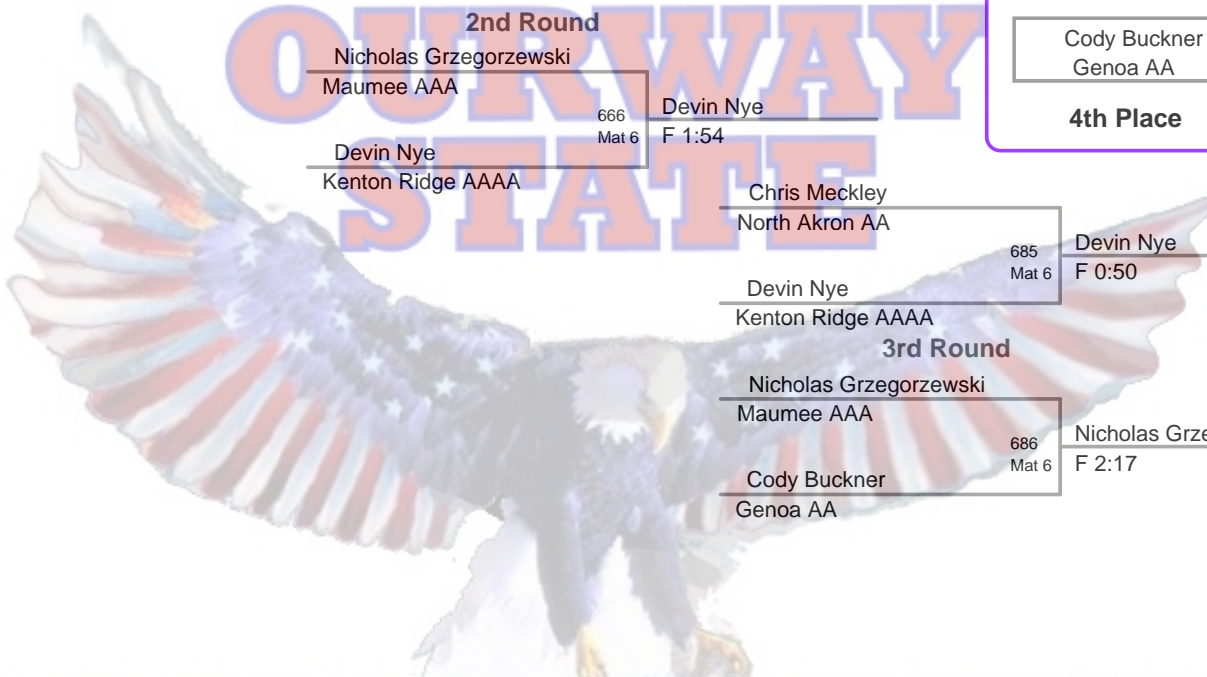 OURWAY
STATE
2nd Round
Nicholas Grzegorzewski
Maumee AAA
666
Mat 6
Devin Nye
F 1:54
Devin Nye
Kenton Ridge AAAA
Cody Buckner
Genoa AA
4th Place
Chris Meckley
North Akron AA
685
Mat 6
Devin Nye
F 0:50
Devin Nye
Kenton Ridge AAAA
3rd Round
Nicholas Grzegorzewski
Maumee AAA
686
Mat 6
Nicholas Grze
F 2:17
Cody Buckner
Genoa AA